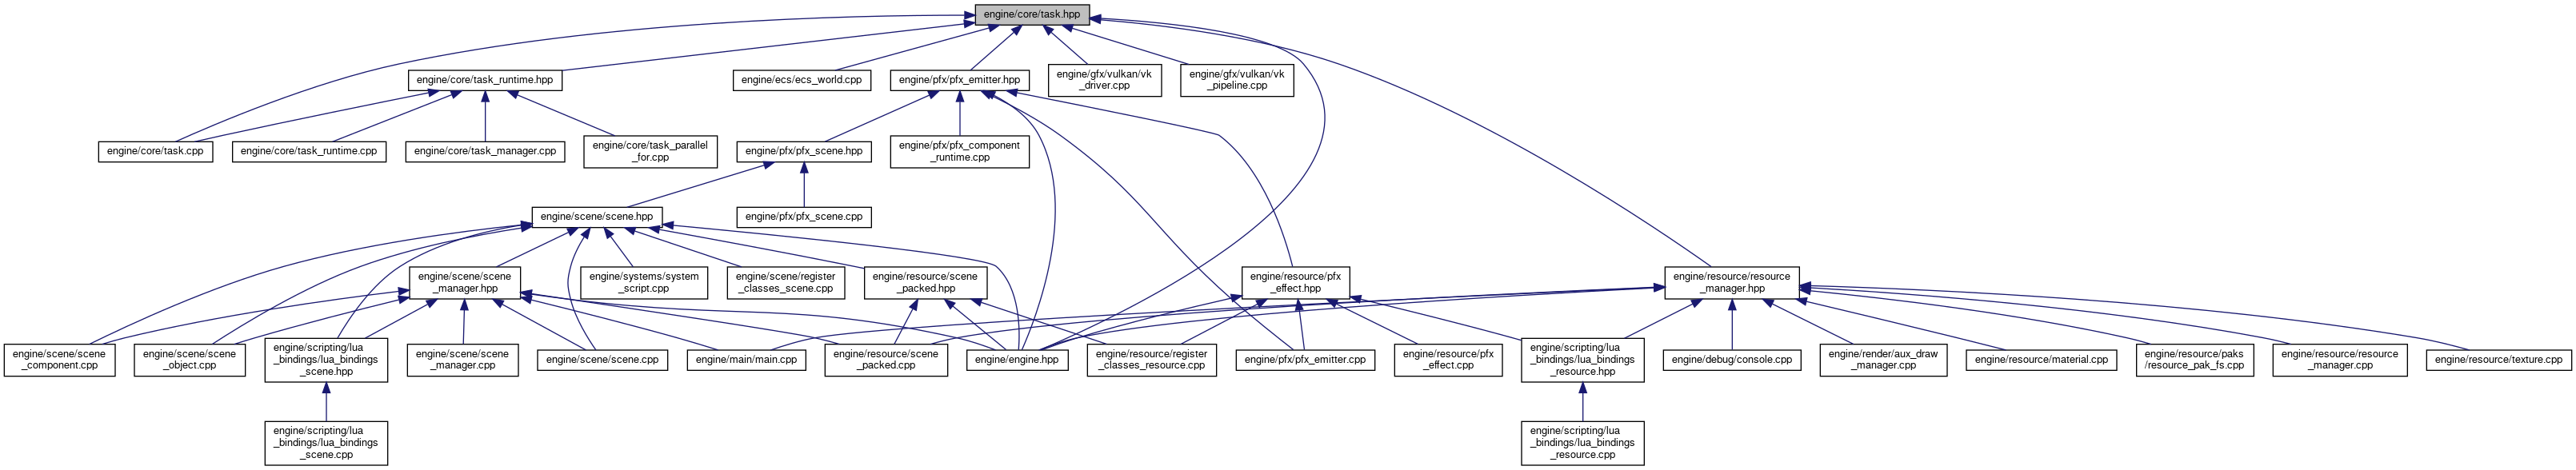 engine/core/task.hpp
engine/core/task_runtime.hpp
engine/ecs/ecs_world.cpp
engine/pfx/pfx_emitter.hpp
engine/gfx/vulkan/vk
_driver.cpp
engine/gfx/vulkan/vk
_pipeline.cpp
engine/core/task.cpp
engine/core/task_runtime.cpp
engine/core/task_manager.cpp
engine/core/task_parallel
_for.cpp
engine/pfx/pfx_scene.hpp
engine/pfx/pfx_component
_runtime.cpp
engine/scene/scene.hpp
engine/pfx/pfx_scene.cpp
engine/scene/scene
_manager.hpp
engine/systems/system
_script.cpp
engine/scene/register
_classes_scene.cpp
engine/resource/scene
_packed.hpp
engine/resource/pfx
_effect.hpp
engine/resource/resource
_manager.hpp
engine/scene/scene
_component.cpp
engine/scene/scene
_object.cpp
engine/scripting/lua
_bindings/lua_bindings
_scene.hpp
engine/scene/scene
_manager.cpp
engine/scene/scene.cpp
engine/main/main.cpp
engine/resource/scene
_packed.cpp
engine/engine.hpp
engine/resource/register
_classes_resource.cpp
engine/pfx/pfx_emitter.cpp
engine/resource/pfx
_effect.cpp
engine/scripting/lua
_bindings/lua_bindings
_resource.hpp
engine/debug/console.cpp
engine/render/aux_draw
_manager.cpp
engine/resource/material.cpp
engine/resource/paks
/resource_pak_fs.cpp
engine/resource/resource
_manager.cpp
engine/resource/texture.cpp
engine/scripting/lua
_bindings/lua_bindings
_scene.cpp
engine/scripting/lua
_bindings/lua_bindings
_resource.cpp